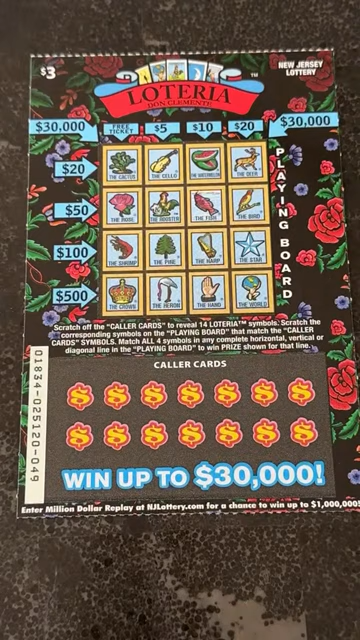 $3
NEW JERSEY
LOTTERY
LOTERIA™
DON CLEMENTE
$30,000
FREE
TICKET
$5
$10
$20
$30,000
$20
THE CACTUS
THE CELLO
THE WATERMELON
THE DEER
$50
THE ROSE
THE ROOSTER
THE FISH
THE BIRD
$100
THE SHRIMP
THE PINE
THE HARP
THE STAR
$500
THE CROWN
THE HERON
THE HAND
THE WORLD
PLAYING BOARD
Scratch off the "CALLER CARDS" to reveal 14 LOTERIA™ symbols. Scratch the
corresponding symbols on the "PLAYING BOARD" that match the "CALLER
CARDS" SYMBOLS. Match ALL 4 symbols in any complete horizontal, vertical or
diagonal line in the "PLAYING BOARD" to win PRIZE shown for that line.
01834-025120-049
CALLER CARDS
$ $ $ $ $ $ $
$ $ $ $ $ $ $
WIN UP TO $30,000!
Enter Million Dollar Replay at NJLottery.com for a chance to win up to $1,000,000!